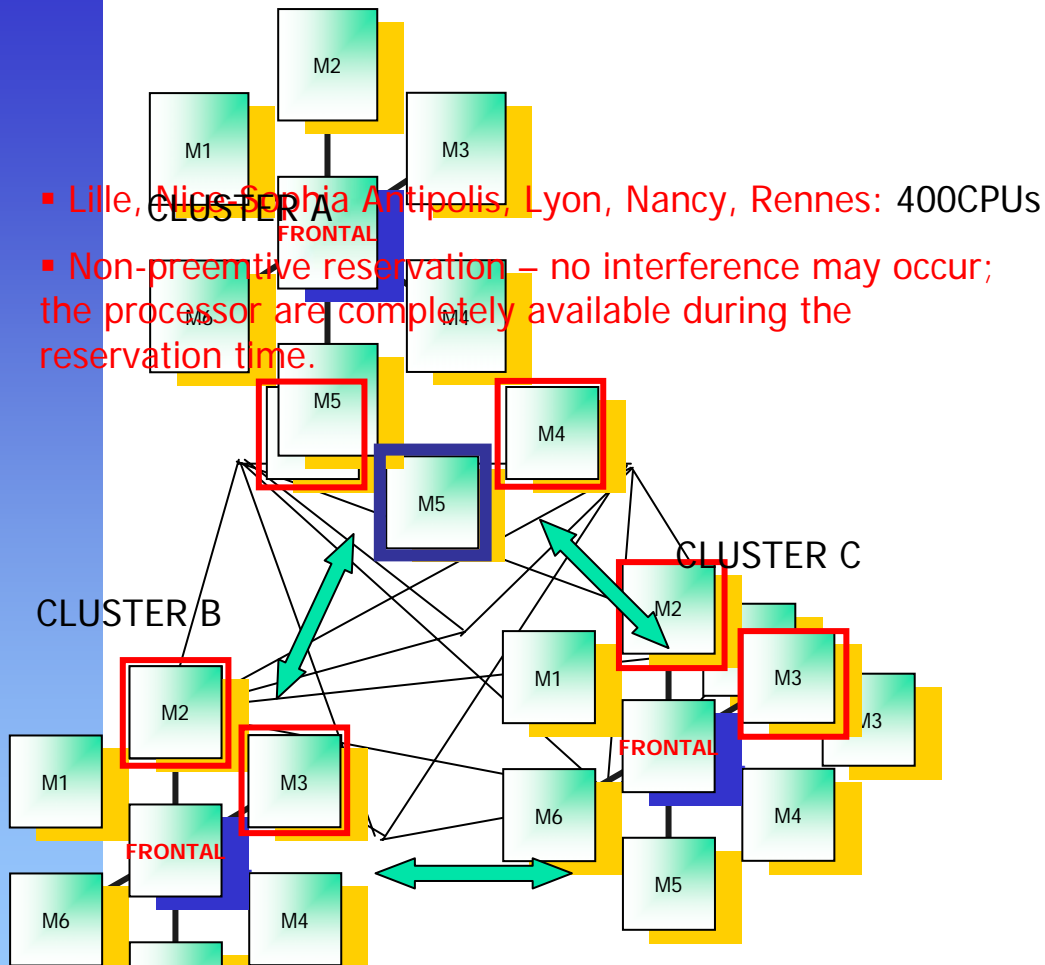 M2
M1
M3
▪ Lille, Nice-Sophia Antipolis, Lyon, Nancy, Rennes: 400CPUs
CLUSTER A
FRONTAL
▪ Non-preemtive reservation – no interference may occur;
the processor are completely available during the
reservation time.
M6
M4
M5
M4
M5
CLUSTER C
CLUSTER B
M2
M1
M3
M3
M2
FRONTAL
M1
M3
M6
M4
FRONTAL
M5
M6
M4